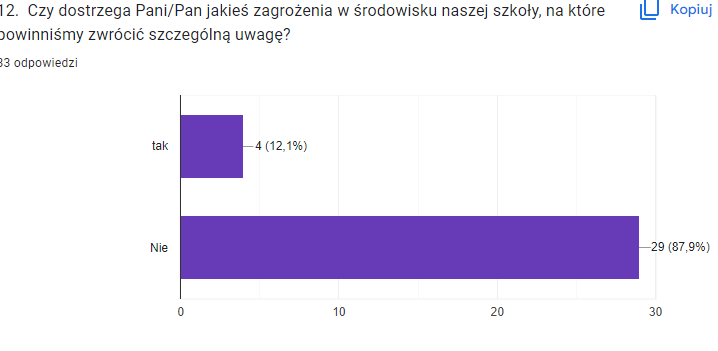 12. Czy dostrzega Pani/Pan jakieś zagrożenia w środowisku naszej szkoły, na które
Kopiuj
powinniśmy zwrócić szczególną uwagę?
33 odpowiedzi
tak
4 (12,1%)
Nie
29 (87,9%)
0
10
20
30